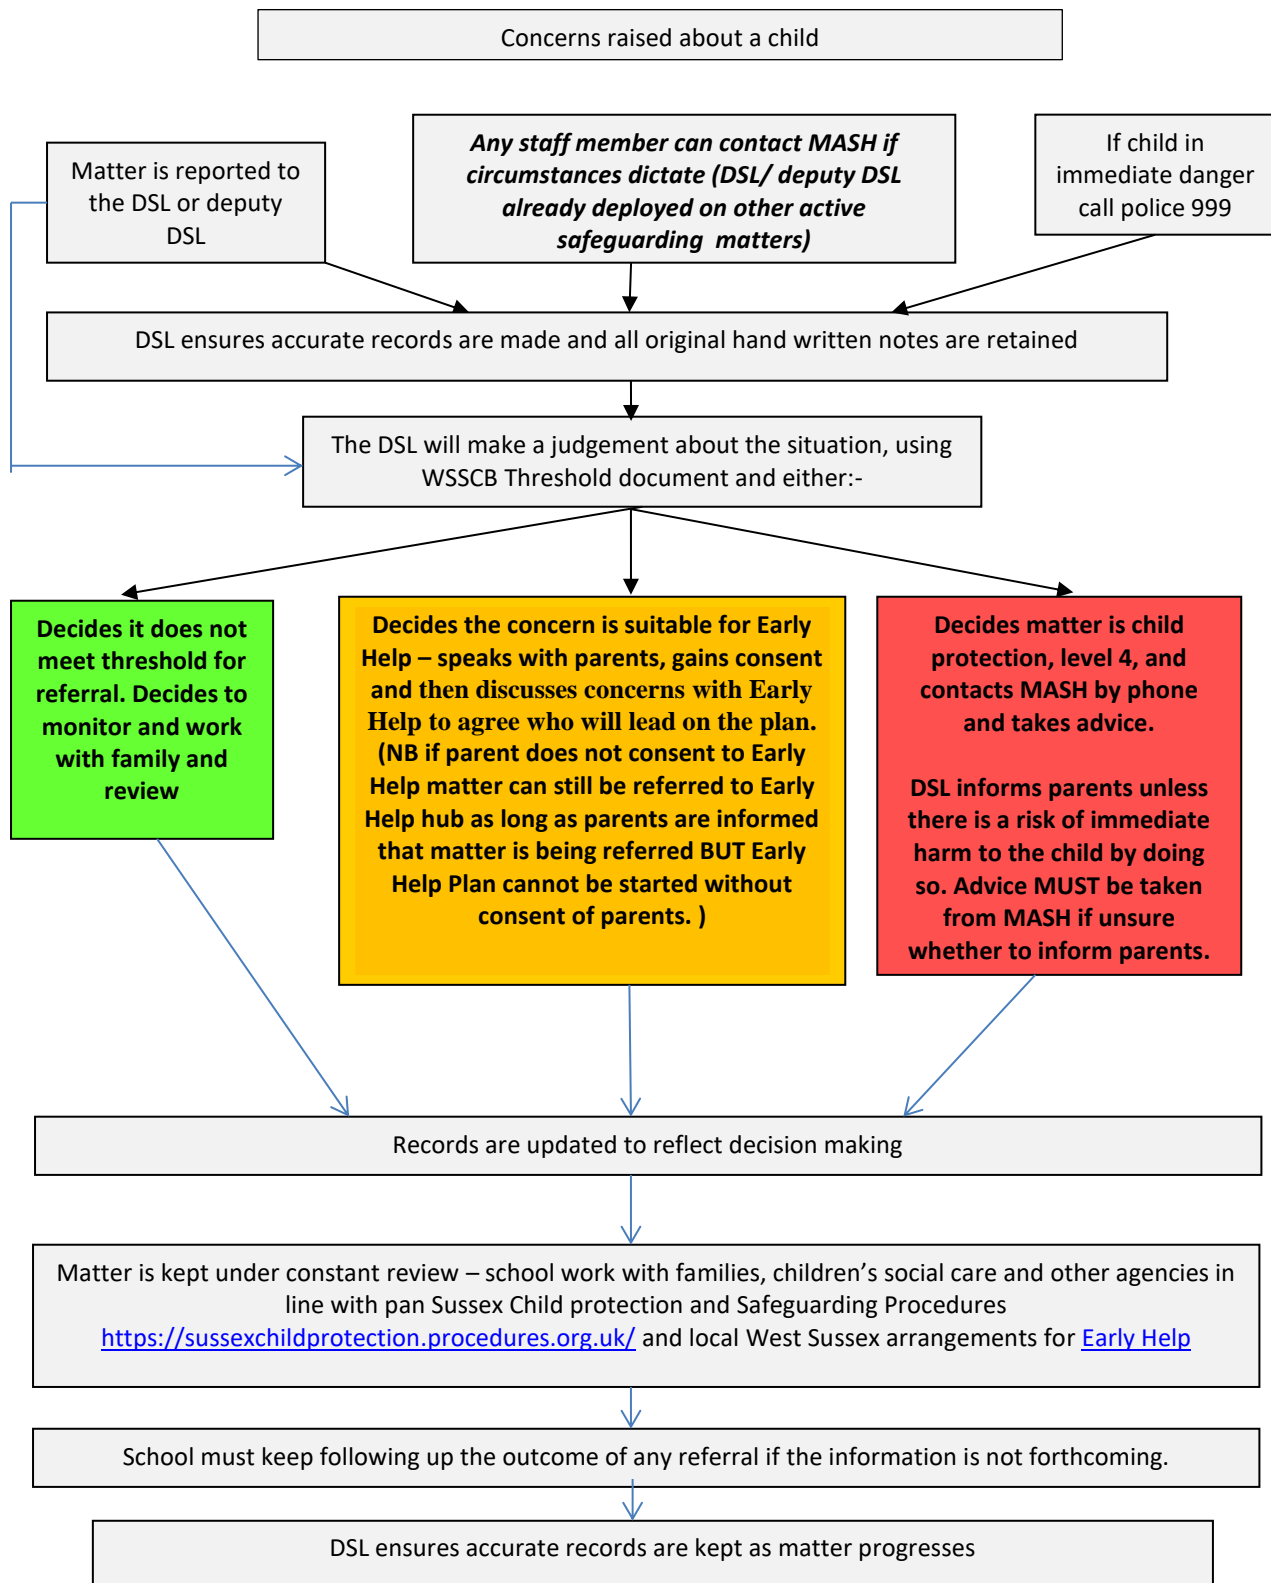 Concerns raised about a child
Matter is reported to
the DSL or deputy
DSL
Any staff member can contact MASH if
circumstances dictate (DSL/ deputy DSL
already deployed on other active
safeguarding matters)
If child in
immediate danger
call police 999
DSL ensures accurate records are made and all original hand written notes are retained
The DSL will make a judgement about the situation, using
WSSCB Threshold document and either:-
Decides it does not
meet threshold for
referral. Decides to
monitor and work
with family and
review
Decides the concern is suitable for Early
Help – speaks with parents, gains consent
and then discusses concerns with Early
Help to agree who will lead on the plan.
(NB if parent does not consent to Early
Help matter can still be referred to Early
Help hub as long as parents are informed
that matter is being referred BUT Early
Help Plan cannot be started without
consent of parents. )
Decides matter is child
protection, level 4, and
contacts MASH by phone
and takes advice.
DSL informs parents unless
there is a risk of immediate
harm to the child by doing
so. Advice MUST be taken
from MASH if unsure
whether to inform parents.
Records are updated to reflect decision making
Matter is kept under constant review – school work with families, children’s social care and other agencies in
line with pan Sussex Child protection and Safeguarding Procedures
https://sussexchildprotection.procedures.org.uk/ and local West Sussex arrangements for Early Help
School must keep following up the outcome of any referral if the information is not forthcoming.
DSL ensures accurate records are kept as matter progresses